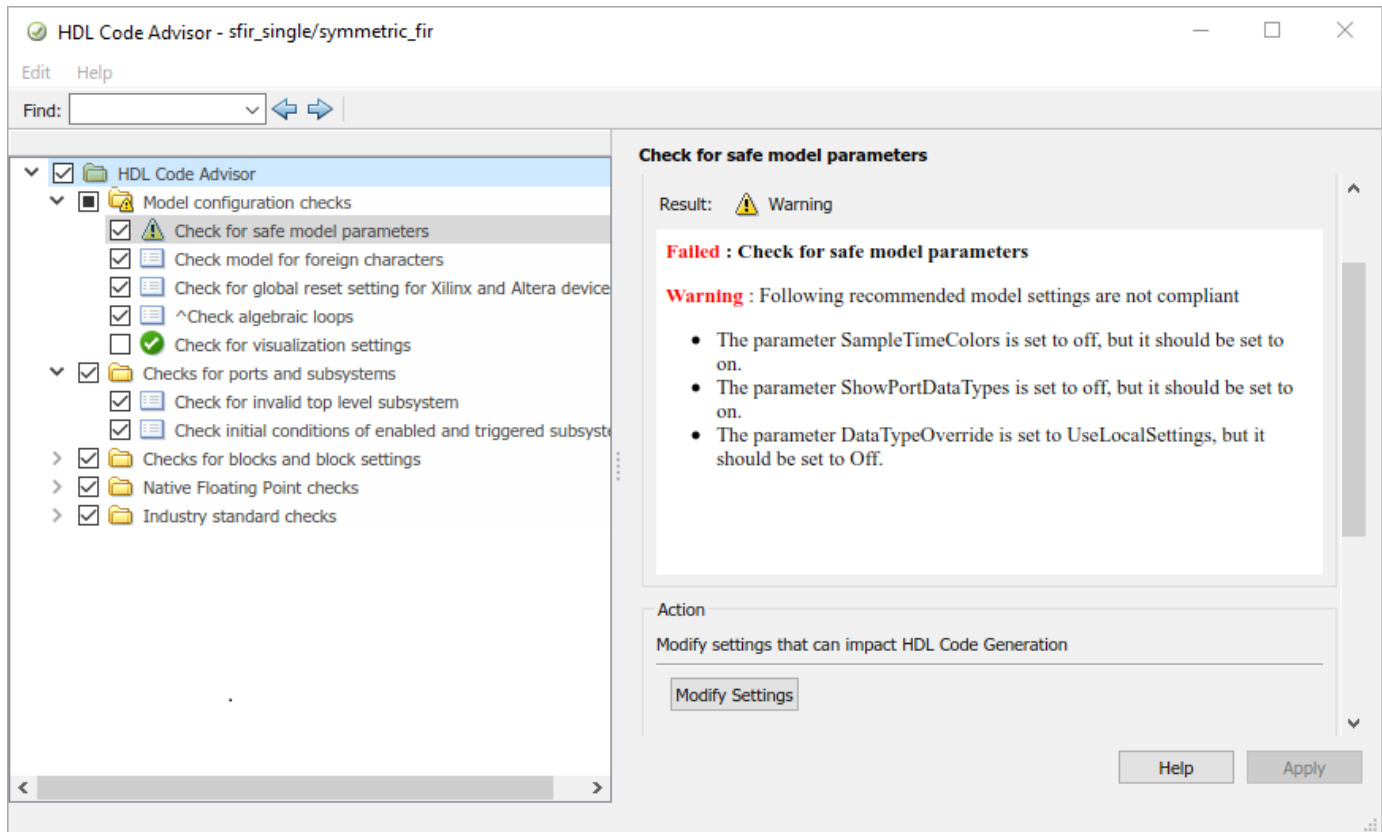 HDL Code Advisor - sfir_single/symmetric_fir
Edit Help
Find:
HDL Code Advisor
Model configuration checks
Check for safe model parameters
Check model for foreign characters
Check for global reset setting for Xilinx and Altera device
^Check algebraic loops
Check for visualization settings
Checks for ports and subsystems
Check for invalid top level subsystem
Check initial conditions of enabled and triggered subsyste
Checks for blocks and block settings
Native Floating Point checks
Industry standard checks
Check for safe model parameters
Result: Warning
Failed : Check for safe model parameters
Warning : Following recommended model settings are not compliant
• The parameter SampleTimeColors is set to off, but it should be set to
on.
• The parameter ShowPortDataTypes is set to off, but it should be set to
on.
• The parameter DataTypeOverride is set to UseLocalSettings, but it
should be set to Off.
Action
Modify settings that can impact HDL Code Generation
Modify Settings
Help Apply